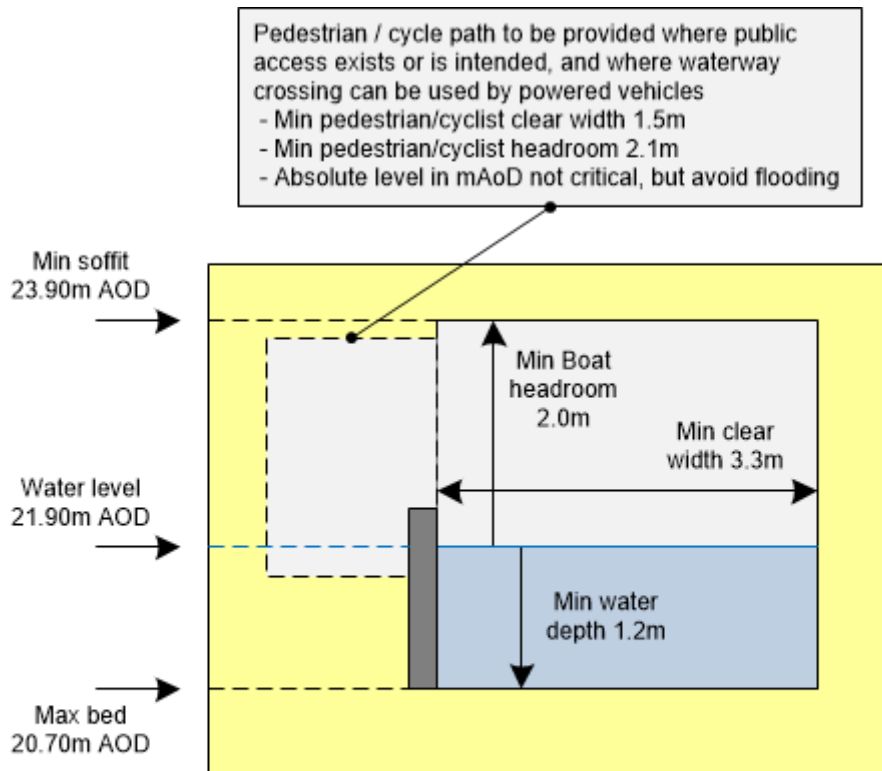 Pedestrian / cycle path to be provided where public
access exists or is intended, and where waterway
crossing can be used by powered vehicles
- Min pedestrian/cyclist clear width 1.5m
- Min pedestrian/cyclist headroom 2.1m
- Absolute level in mAoD not critical, but avoid flooding
Min soffit
23.90m AOD
Min Boat
headroom
2.0m
Min clear
width 3.3m
Water level
21.90m AOD
Min water
depth 1.2m
Max bed
20.70m AOD